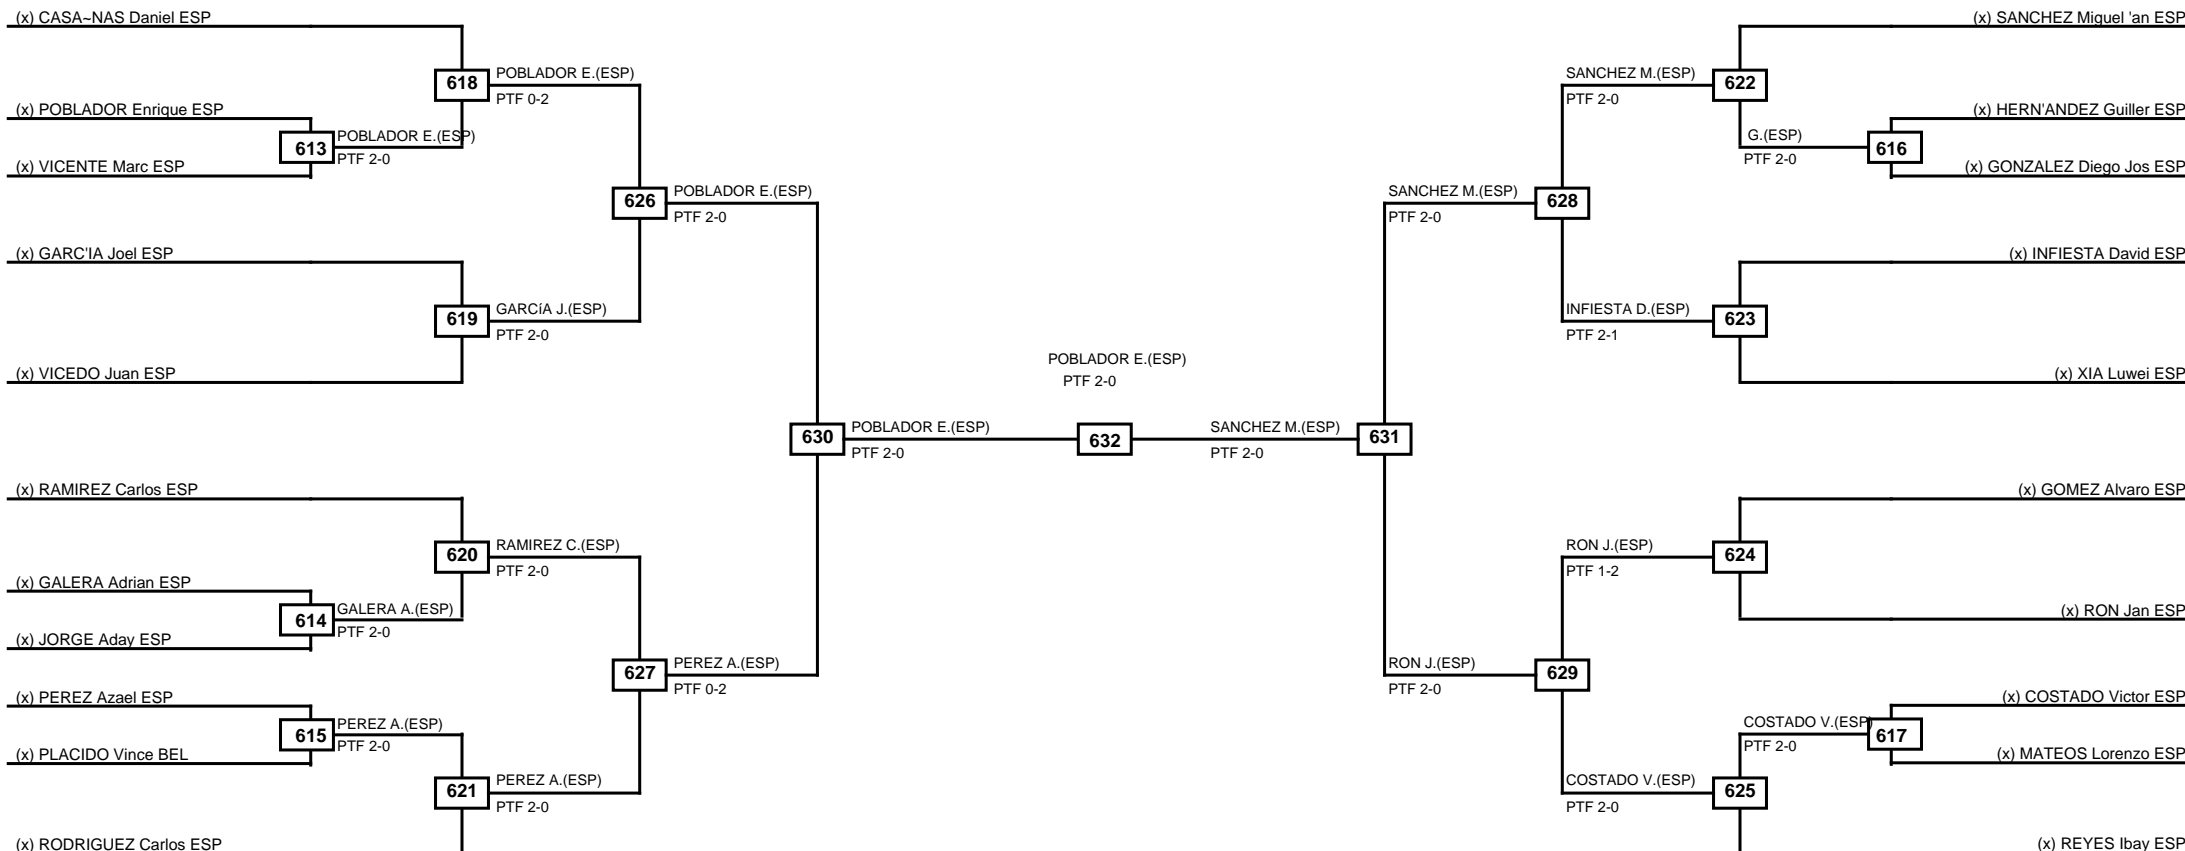 (x) CASA~NAS Daniel ESP
(x) SANCHEZ Miguel 'an ESP
618
POBLADOR E.(ESP)
PTF 0-2
SANCHEZ M.(ESP)
PTF 2-0
622
(x) POBLADOR Enrique ESP
(x) HERN'ANDEZ Guiller ESP
613
POBLADOR E.(ESP)
PTF 2-0
G.(ESP)
PTF 2-0
616
(x) VICENTE Marc ESP
(x) GONZALEZ Diego Jos ESP
626
POBLADOR E.(ESP)
PTF 2-0
SANCHEZ M.(ESP)
PTF 2-0
628
(x) GARC'IA Joel ESP
(x) INFIESTA David ESP
619
GARCíA J.(ESP)
PTF 2-0
INFIESTA D.(ESP)
PTF 2-1
623
(x) VICEDO Juan ESP
(x) XIA Luwei ESP
POBLADOR E.(ESP)
PTF 2-0
630
POBLADOR E.(ESP)
PTF 2-0
632
SANCHEZ M.(ESP)
PTF 2-0
631
(x) RAMIREZ Carlos ESP
(x) GOMEZ Alvaro ESP
620
RAMIREZ C.(ESP)
PTF 2-0
RON J.(ESP)
PTF 1-2
624
(x) GALERA Adrian ESP
(x) RON Jan ESP
614
GALERA A.(ESP)
PTF 2-0
(x) JORGE Aday ESP
627
PEREZ A.(ESP)
PTF 0-2
RON J.(ESP)
PTF 2-0
629
(x) PEREZ Azael ESP
(x) COSTADO Victor ESP
615
PEREZ A.(ESP)
PTF 2-0
COSTADO V.(ESP)
PTF 2-0
617
(x) PLACIDO Vince BEL
(x) MATEOS Lorenzo ESP
621
PEREZ A.(ESP)
PTF 2-0
COSTADO V.(ESP)
PTF 2-0
625
(x) RODRIGUEZ Carlos ESP
(x) REYES Ibay ESP